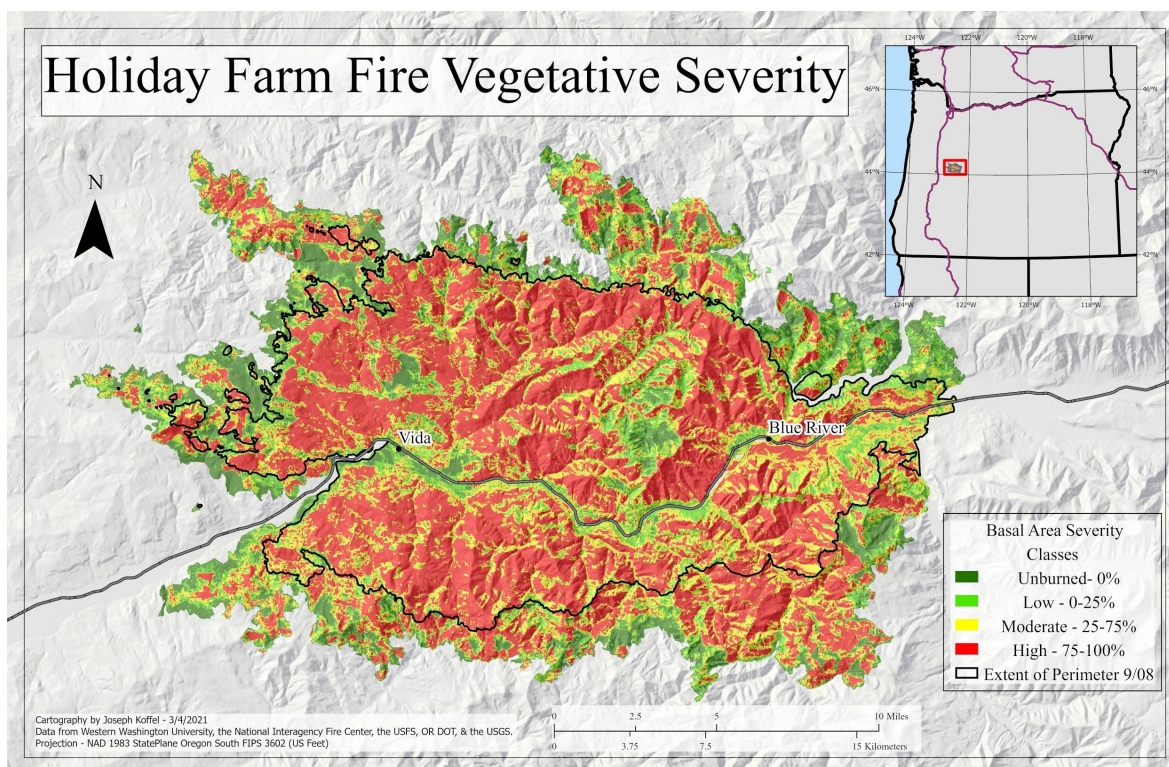 Holiday Farm Fire Vegetative Severity
124°W 122°W 120°W 118°W
46°N 46°N
44°N 44°N
42°N 42°N
124°W 122°W 120°W 118°W
N
Vida
Blue River
Basal Area Severity
Classes
Unburned- 0%
Low - 0-25%
Moderate - 25-75%
High - 75-100%
Extent of Perimeter 9/08
Cartography by Joseph Koffel - 3/4/2021
Data from Western Washington University, the National Interagency Fire Center, the USFS, OR DOT, & the USGS.
Projection - NAD 1983 StatePlane Oregon South FIPS 3602 (US Feet)
0 2.5 5 10 Miles
0 3.75 7.5 15 Kilometers